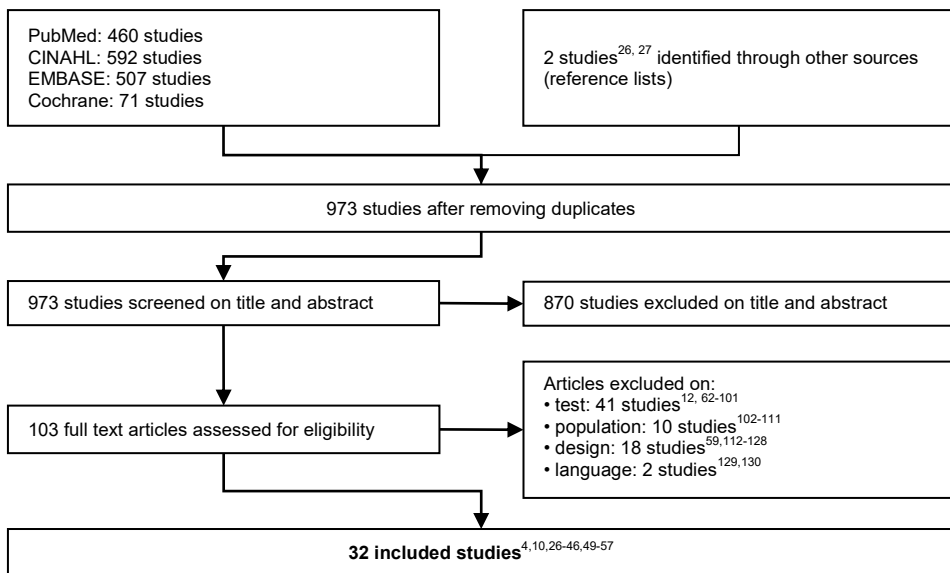 PubMed: 460 studies
CINAHL: 592 studies
EMBASE: 507 studies
Cochrane: 71 studies
2 studies26, 27 identified through other sources
(reference lists)
973 studies after removing duplicates
973 studies screened on title and abstract
870 studies excluded on title and abstract
103 full text articles assessed for eligibility
Articles excluded on:
• test: 41 studies12, 62-101
• population: 10 studies102-111
• design: 18 studies59,112-128
• language: 2 studies129,130
32 included studies4,10,26-46,49-57